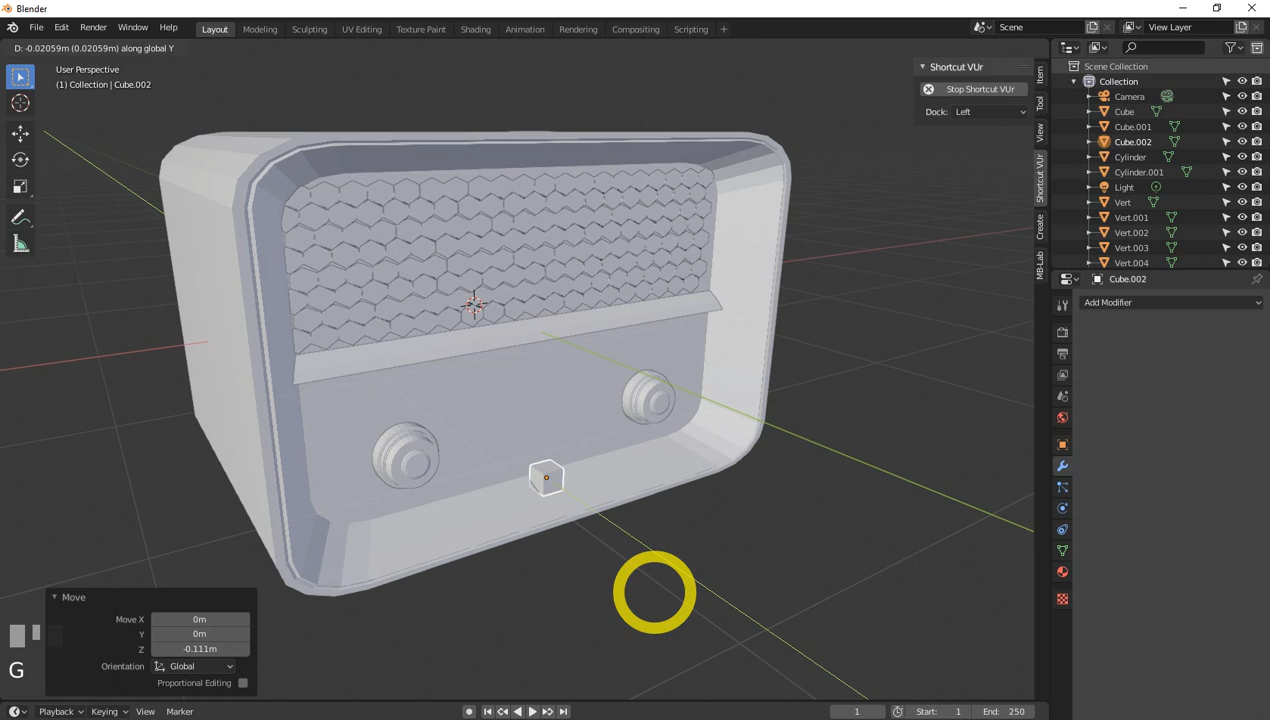 Blender
File Edit Render Window Help Layout Modeling Sculpting UV Editing Texture Paint Shading Animation Rendering Compositing Scripting + Scene View Layer
D: -0.02059m (0.02059m) along global Y
User Perspective
(1) Collection | Cube.002
Shortcut VUr
Stop Shortcut VUr
Dock: Left
Item
Tool
View
Shortcut VUr
Create
MB-Lab
Scene Collection
Collection
Camera
Cube
Cube.001
Cube.002
Cylinder
Cylinder.001
Light
Vert
Vert.001
Vert.002
Vert.003
Vert.004
Cube.002
Add Modifier
Move
Move X 0m
Y 0m
Z -0.111m
Orientation Global
Proportional Editing
G
Playback Keying View Marker 1 Start: 1 End: 250